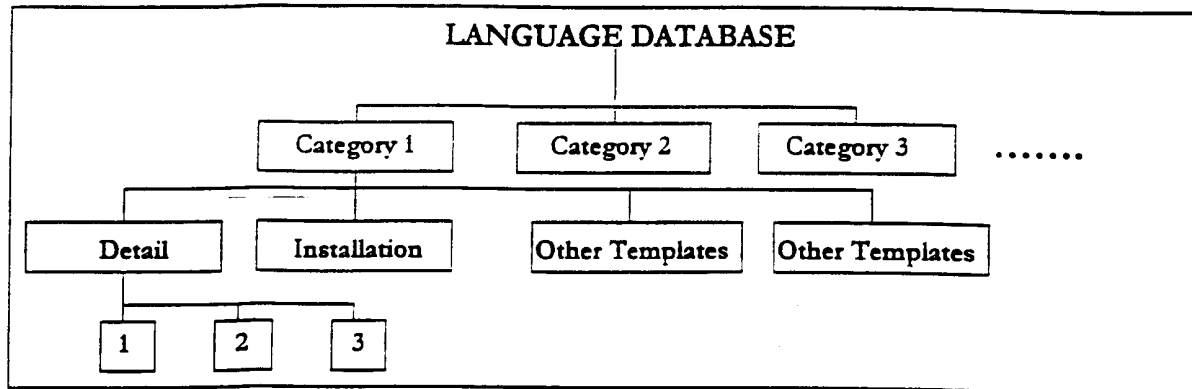 LANGUAGE DATABASE
Category 1 Category 2 Category 3 .......
Detail Installation Other Templates Other Templates
1 2 3